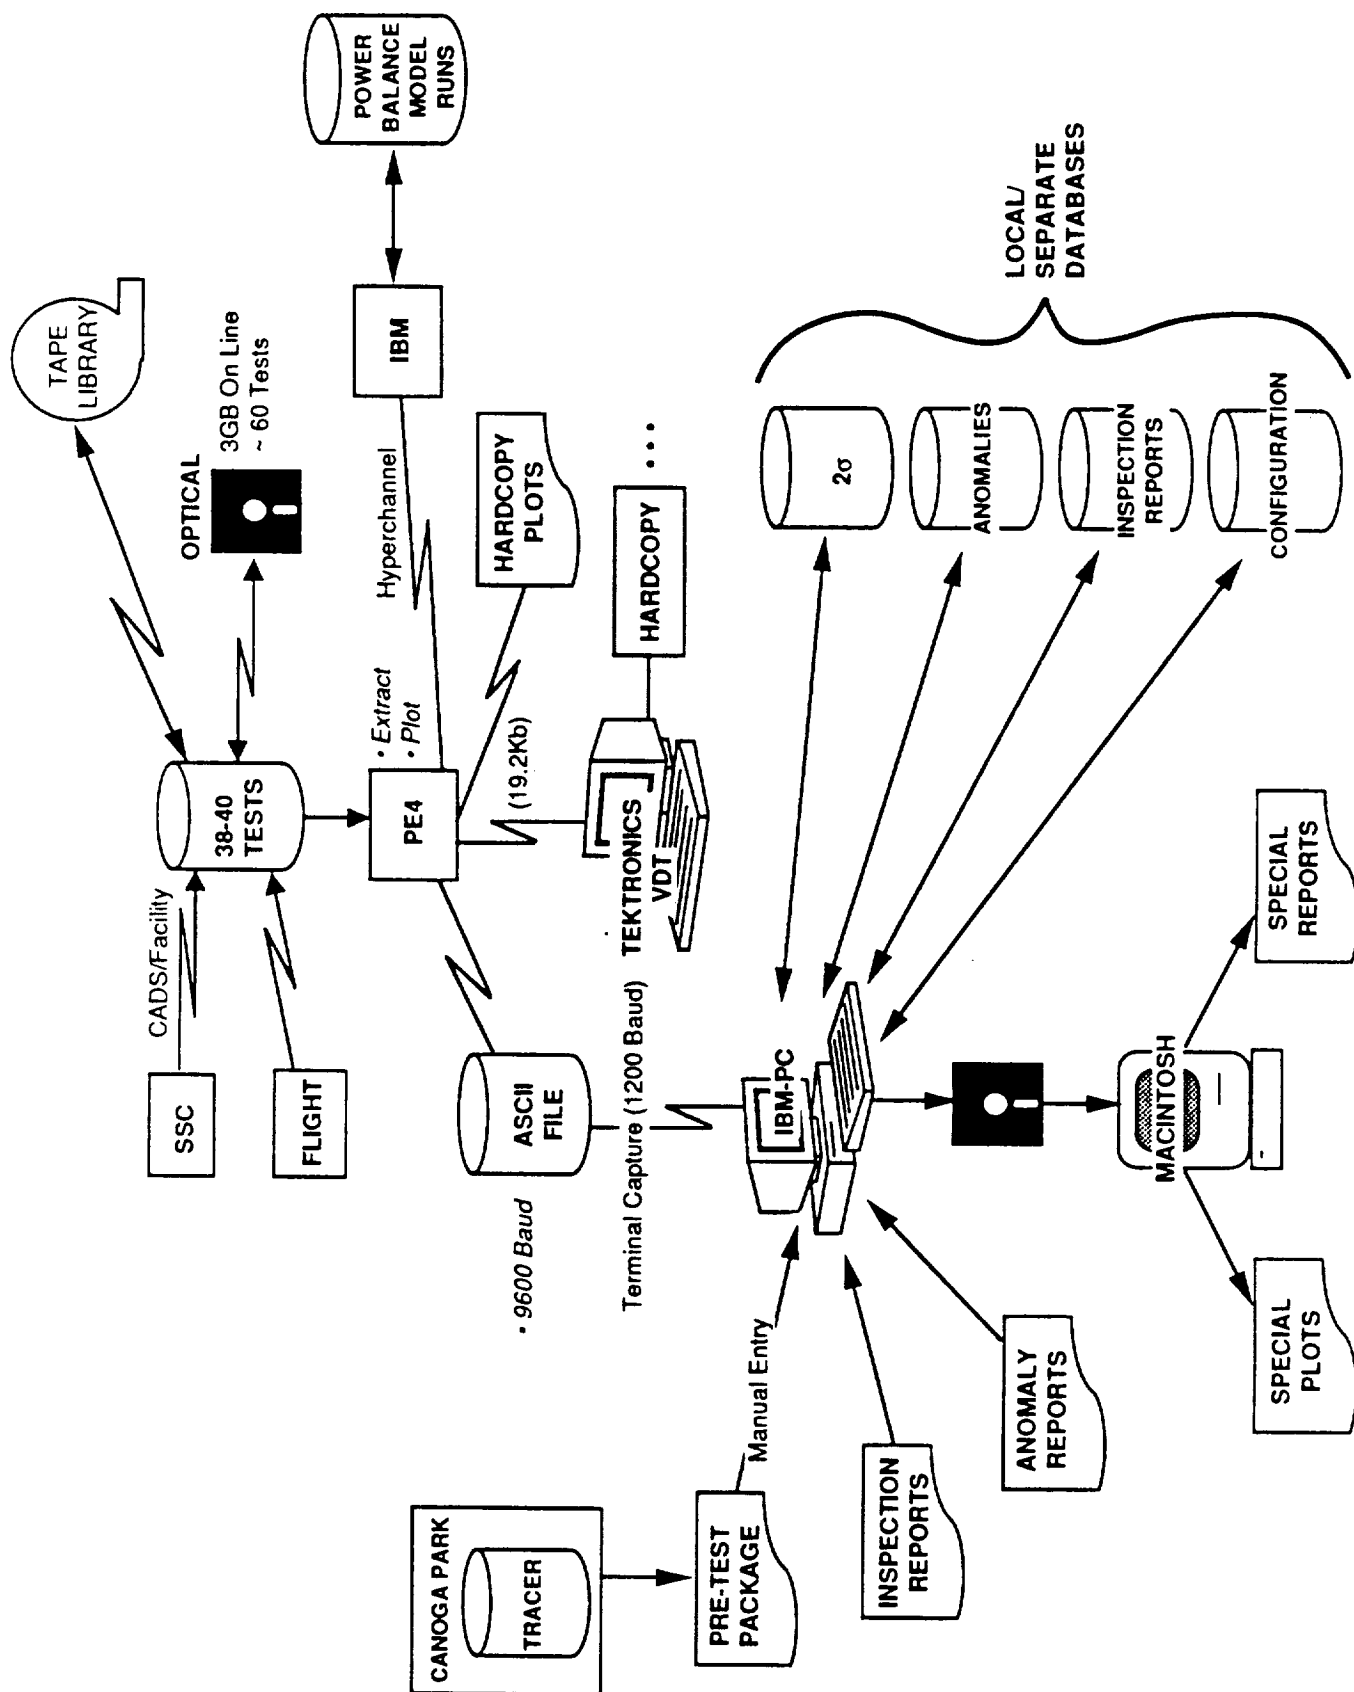 TAPE
LIBRARY
CADS/Facility
SSC
FLIGHT
38-40
TESTS
OPTICAL
3GB On Line
~ 60 Tests
POWER
BALANCE
MODEL
RUNS
IBM
Hyperchannel
• Extract
• Plot
PE4
HARDCOPY
PLOTS
(19.2Kb)
TEKTRONICS
VDT
HARDCOPY
• • •
ASCII
FILE
• 9600 Baud
Terminal Capture (1200 Baud)
CANOGA PARK
TRACER
PRE-TEST
PACKAGE
Manual Entry
INSPECTION
REPORTS
ANOMALY
REPORTS
IBM-PC
2σ
ANOMALIES
INSPECTION
REPORTS
CONFIGURATION
LOCAL/
SEPARATE
DATABASES
MACINTOSH
SPECIAL
PLOTS
SPECIAL
REPORTS